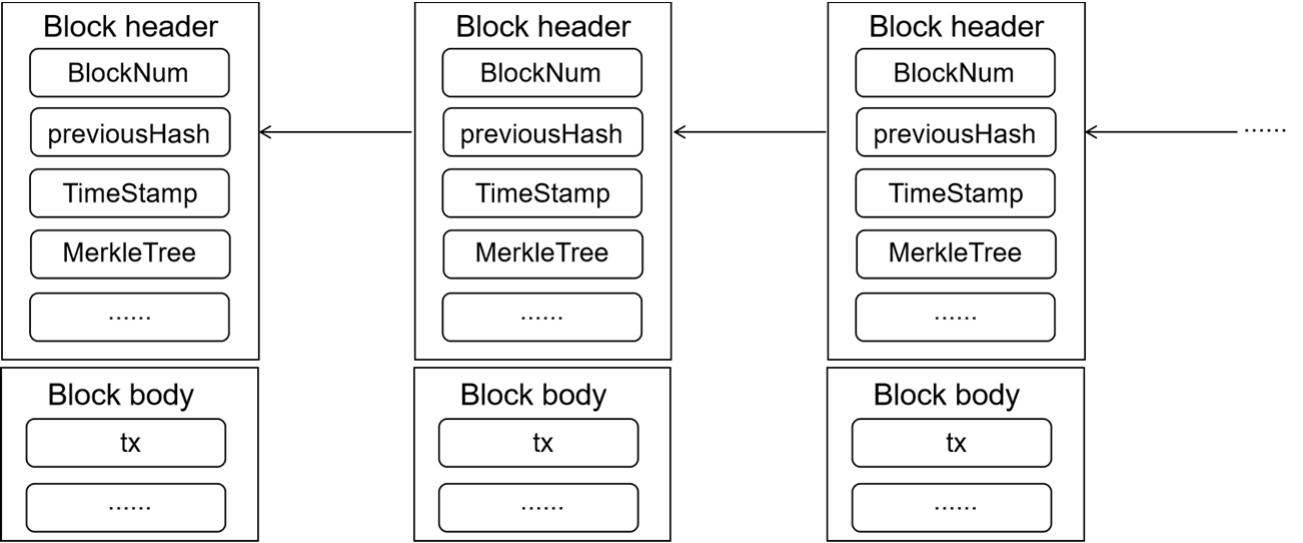 Block header
BlockNum
previousHash
TimeStamp
MerkleTree
......
Block body
tx
......
Block header
BlockNum
previousHash
TimeStamp
MerkleTree
......
Block body
tx
......
Block header
BlockNum
previousHash
TimeStamp
MerkleTree
......
Block body
tx
......
......